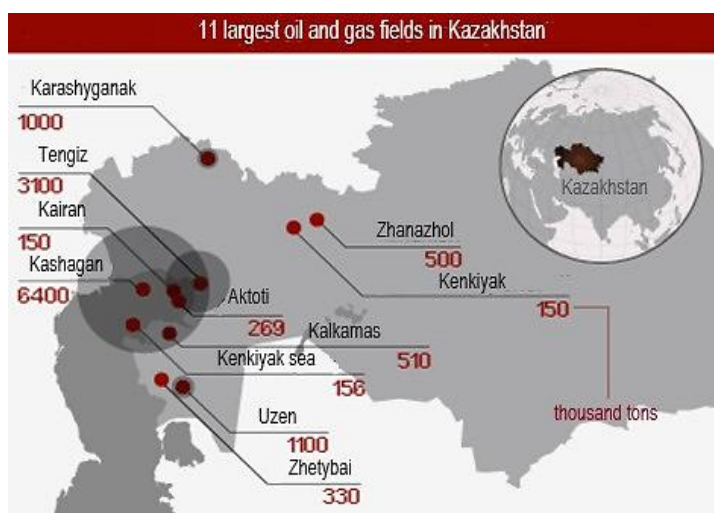 11 largest oil and gas fields in Kazakhstan
Karashyganak
1000
Tengiz
3100
Kairan
150
Kashagan
6400
Kazakhstan
Zhanazhol
500
Kenkiyak
150
Aktoti
269
Kalkamas
510
Kenkiyak sea
156
thousand tons
Uzen
1100
Zhetybai
330